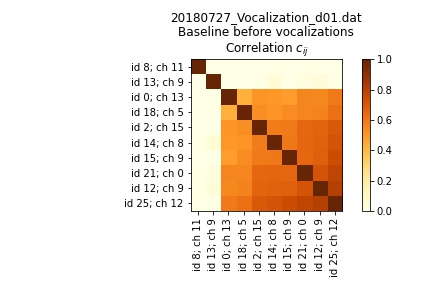 20180727_Vocalization_d01.dat
Baseline before vocalizations
Correlation c_ij
id 8; ch 11
id 13; ch 9
id 0; ch 13
id 18; ch 5
id 2; ch 15
id 14; ch 8
id 15; ch 9
id 21; ch 0
id 12; ch 9
id 25; ch 12
1.0
0.8
0.6
0.4
0.2
0.0
id 8; ch 11
id 13; ch 9
id 0; ch 13
id 18; ch 5
id 2; ch 15
id 14; ch 8
id 15; ch 9
id 21; ch 0
id 12; ch 9
id 25; ch 12